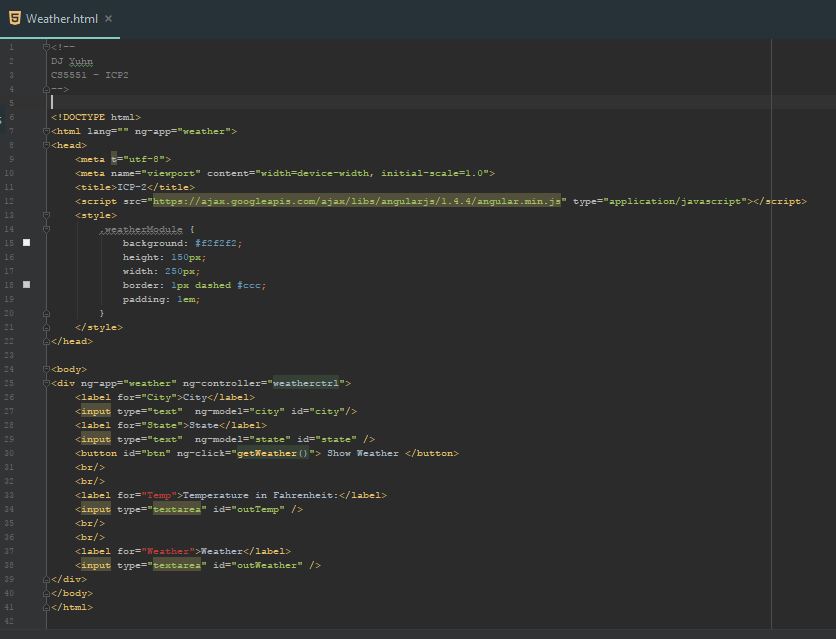 Weather.html
1 <!--
2 DJ Yuhn
3 CS5551 - ICP2
4 -->
5
6 <!DOCTYPE html>
7 <html lang="" ng-app="weather">
8 <head>
9 <meta t="utf-8">
10 <meta name="viewport" content="width=device-width, initial-scale=1.0">
11 <title>ICP-2</title>
12 <script src="https://ajax.googleapis.com/ajax/libs/angularjs/1.4.4/angular.min.js" type="application/javascript"></script>
13 <style>
14 .weatherModule {
15 background: #f2f2f2;
16 height: 150px;
17 width: 250px;
18 border: 1px dashed #ccc;
19 padding: 1em;
20 }
21 </style>
22 </head>
23
24 <body>
25 <div ng-app="weather" ng-controller="weatherctrl">
26 <label for="City">City</label>
27 <input type="text"  ng-model="city" id="city"/>
28 <label for="State">State</label>
29 <input type="text"  ng-model="state" id="state" />
30 <button id="btn" ng-click="getWeather()"> Show Weather </button>
31 <br/>
32 <br/>
33 <label for="Temp">Temperature in Fahrenheit:</label>
34 <input type="textarea" id="outTemp" />
35 <br/>
36 <br/>
37 <label for="Weather">Weather</label>
38 <input type="textarea" id="outWeather" />
39 </div>
40 </body>
41 </html>
42